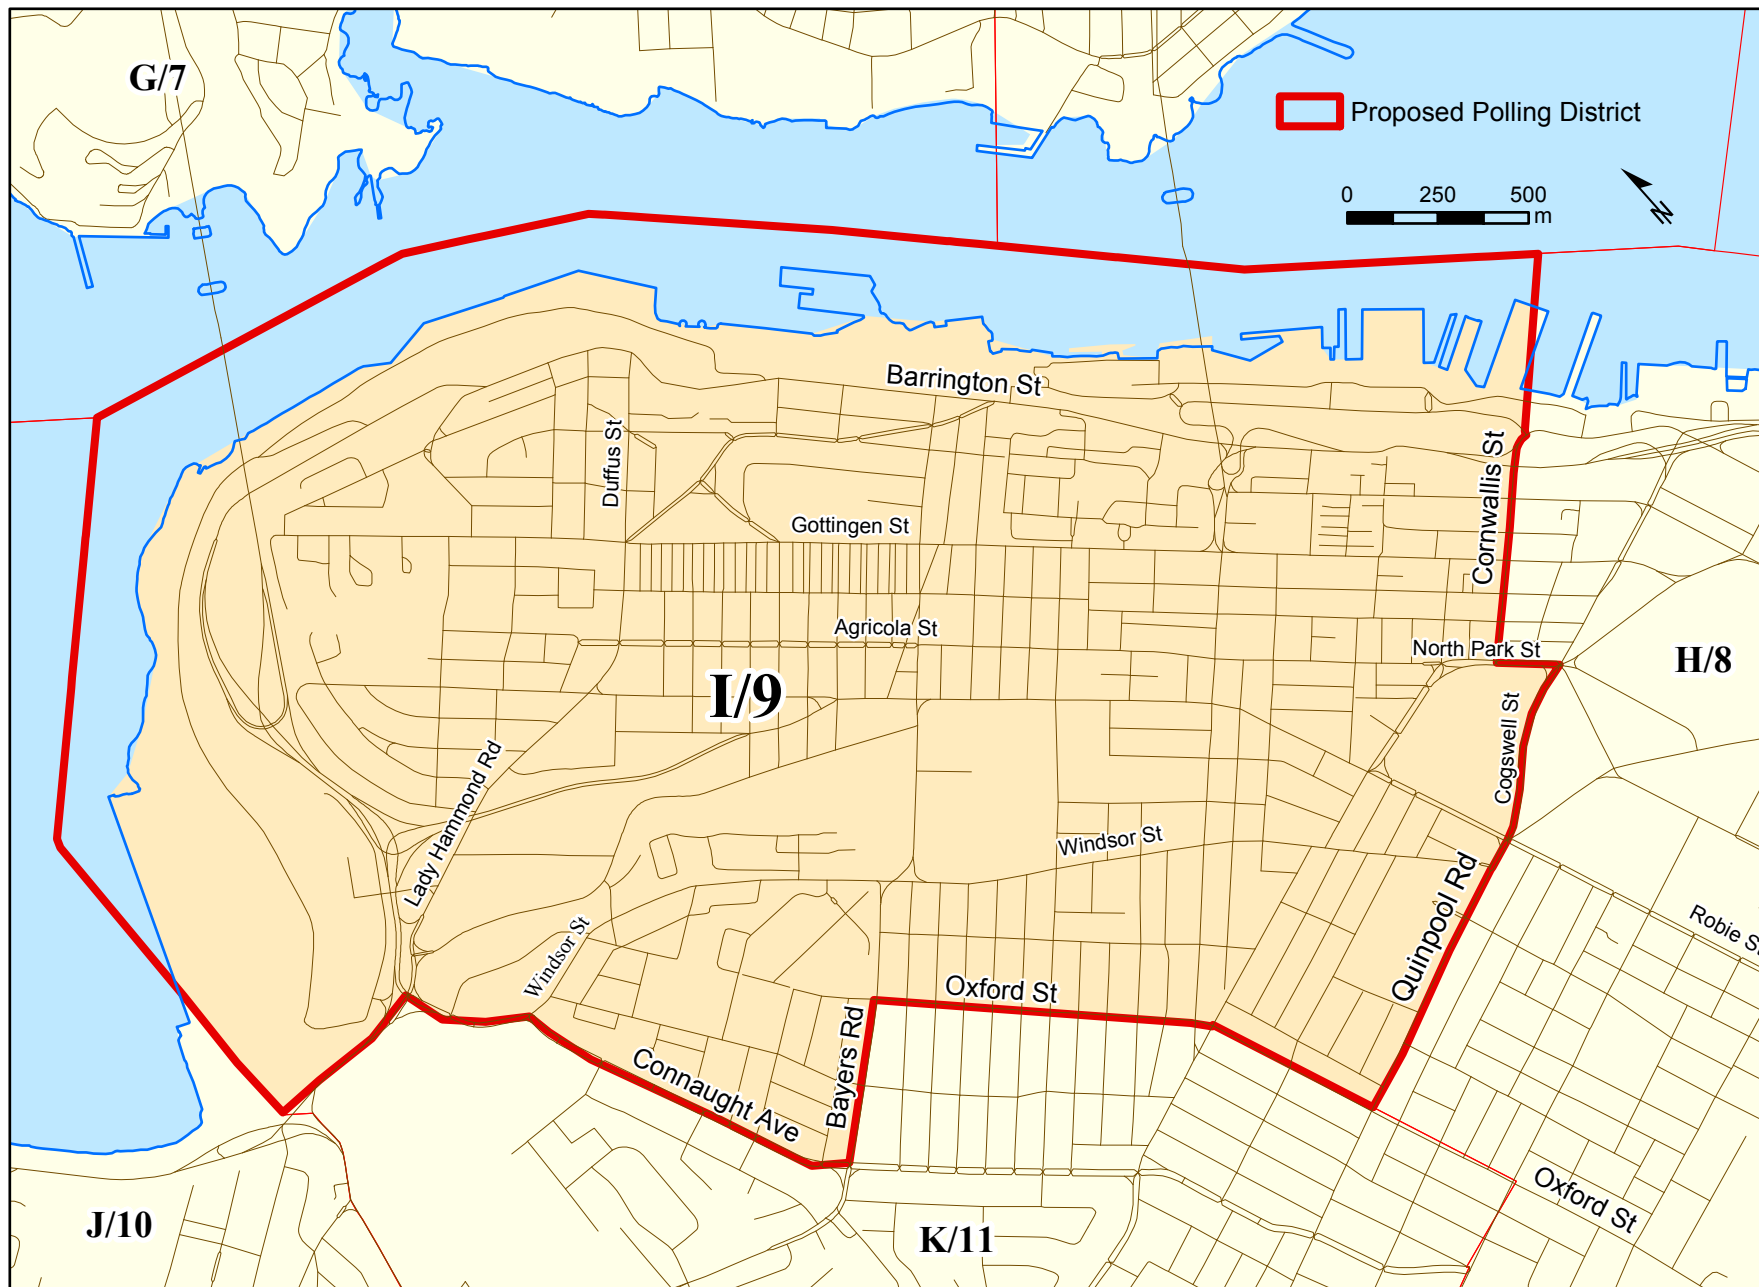 G/7
Proposed Polling District
0 250 500
m
N
Barrington St
Duffus St
Gottingen St
Cornwallis St
Agricola St
North Park St
I/9
H/8
Cogswell St
Lady Hammond Rd
Windsor St
Quinpool Rd
Robie St
Windsor St
Oxford St
Bayers Rd
Connaught Ave
Oxford St
J/10
K/11